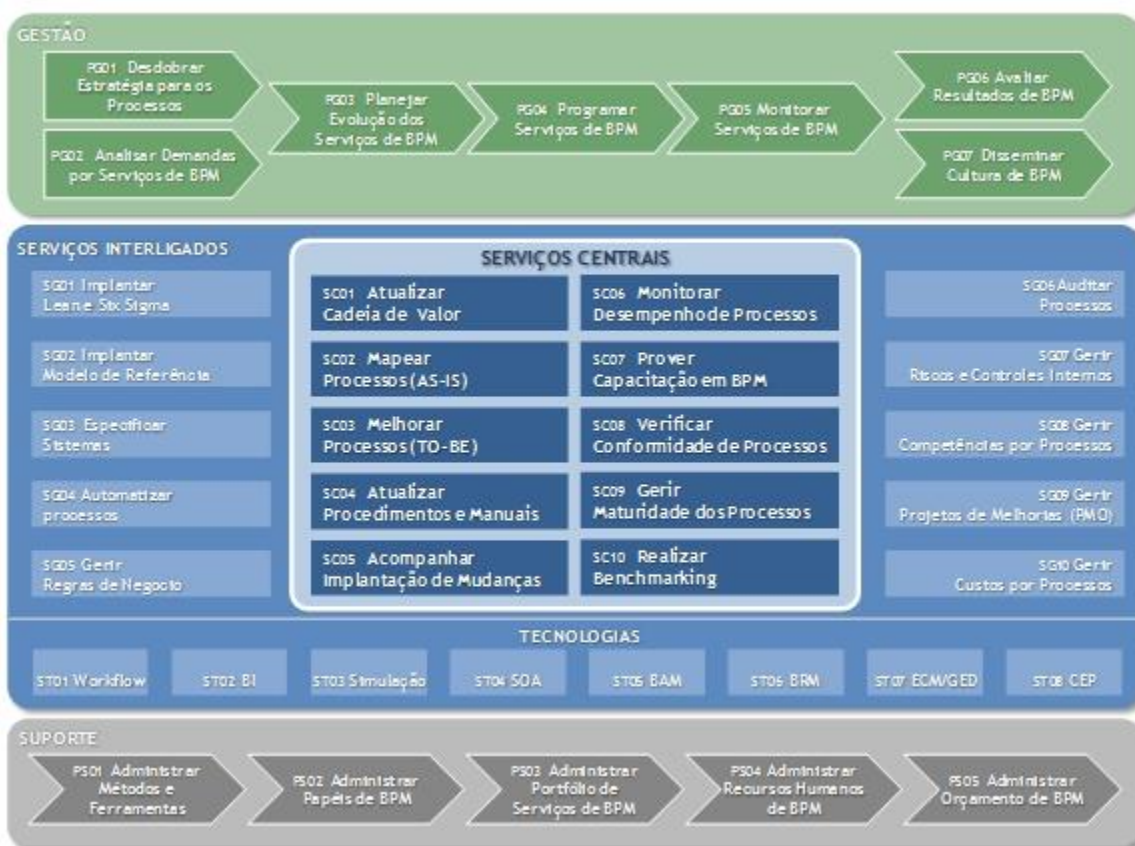 GESTÃO
PG01 Desdobrar
Estratégia para os
Processos
PG02 Analisar Demandas
por Serviços de BPM
PG03 Planejar
Evolução dos
Serviços de BPM
PG04 Programar
Serviços de BPM
PG05 Monitorar
Serviços de BPM
PG06 Avaliar
Resultados de BPM
PG07 Disseminar
Cultura de BPM
SERVIÇOS INTERLIGADOS
SG01 Implantar
Lean e Six Sigma
SG02 Implantar
Modelo de Referência
SG03 Especificar
Sistemas
SG04 Automatizar
processos
SG05 Gerir
Regras de Negocio
SERVIÇOS CENTRAIS
SC01 Atualizar
Cadeia de Valor
SC02 Mapear
Processos (AS-IS)
SC03 Melhorar
Processos (TO-BE)
SC04 Atualizar
Procedimentos e Manuais
SC05 Acompanhar
Implantação de Mudanças
SC06 Monitorar
Desempenho de Processos
SC07 Prover
Capacitação em BPM
SC08 Verificar
Conformidade de Processos
SC09 Gerir
Maturidade dos Processos
SC10 Realizar
Benchmarking
SG06 Auditar
Processos
SG07 Gerir
Riscos e Controles Internos
SG08 Gerir
Competências por Processos
SG09 Gerir
Projetos de Melhorias (PMO)
SG10 Gerir
Custos por Processos
TECNOLOGIAS
ST01 Workflow
ST02 BI
ST03 Simulação
ST04 SOA
ST05 BAM
ST06 BRM
ST07 ECM/GED
ST08 CEP
SUPORTE
PS01 Administrar
Métodos e
Ferramentas
PS02 Administrar
Papéis de BPM
PS03 Administrar
Portfólio de
Serviços de BPM
PS04 Administrar
Recursos Humanos
de BPM
PS05 Administrar
Orçamento de BPM